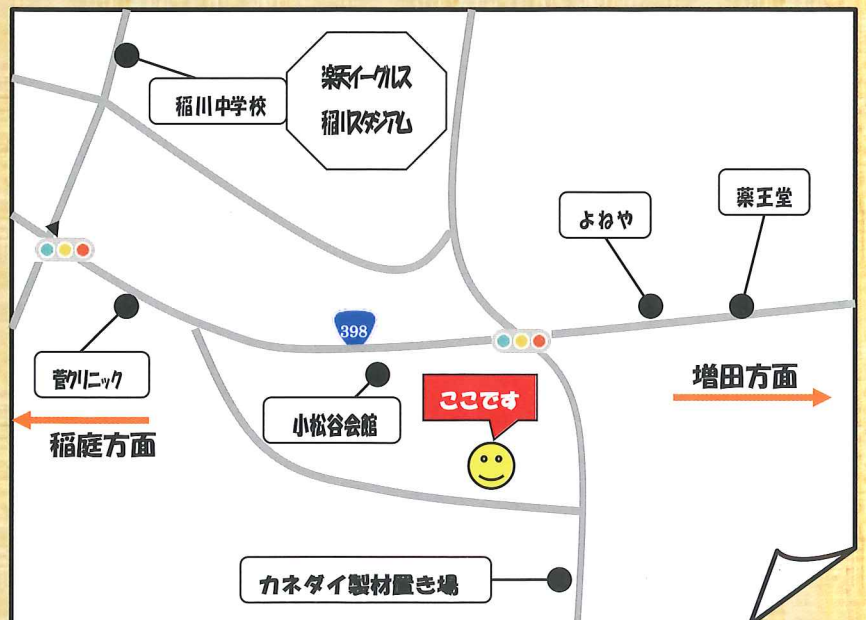 稲川中学校
楽天イーグルス
稲川スタジアム
よねや
薬王堂
398
菅クリニック
小松谷会館
ここです
増田方面
稲庭方面
カネダイ製材置き場